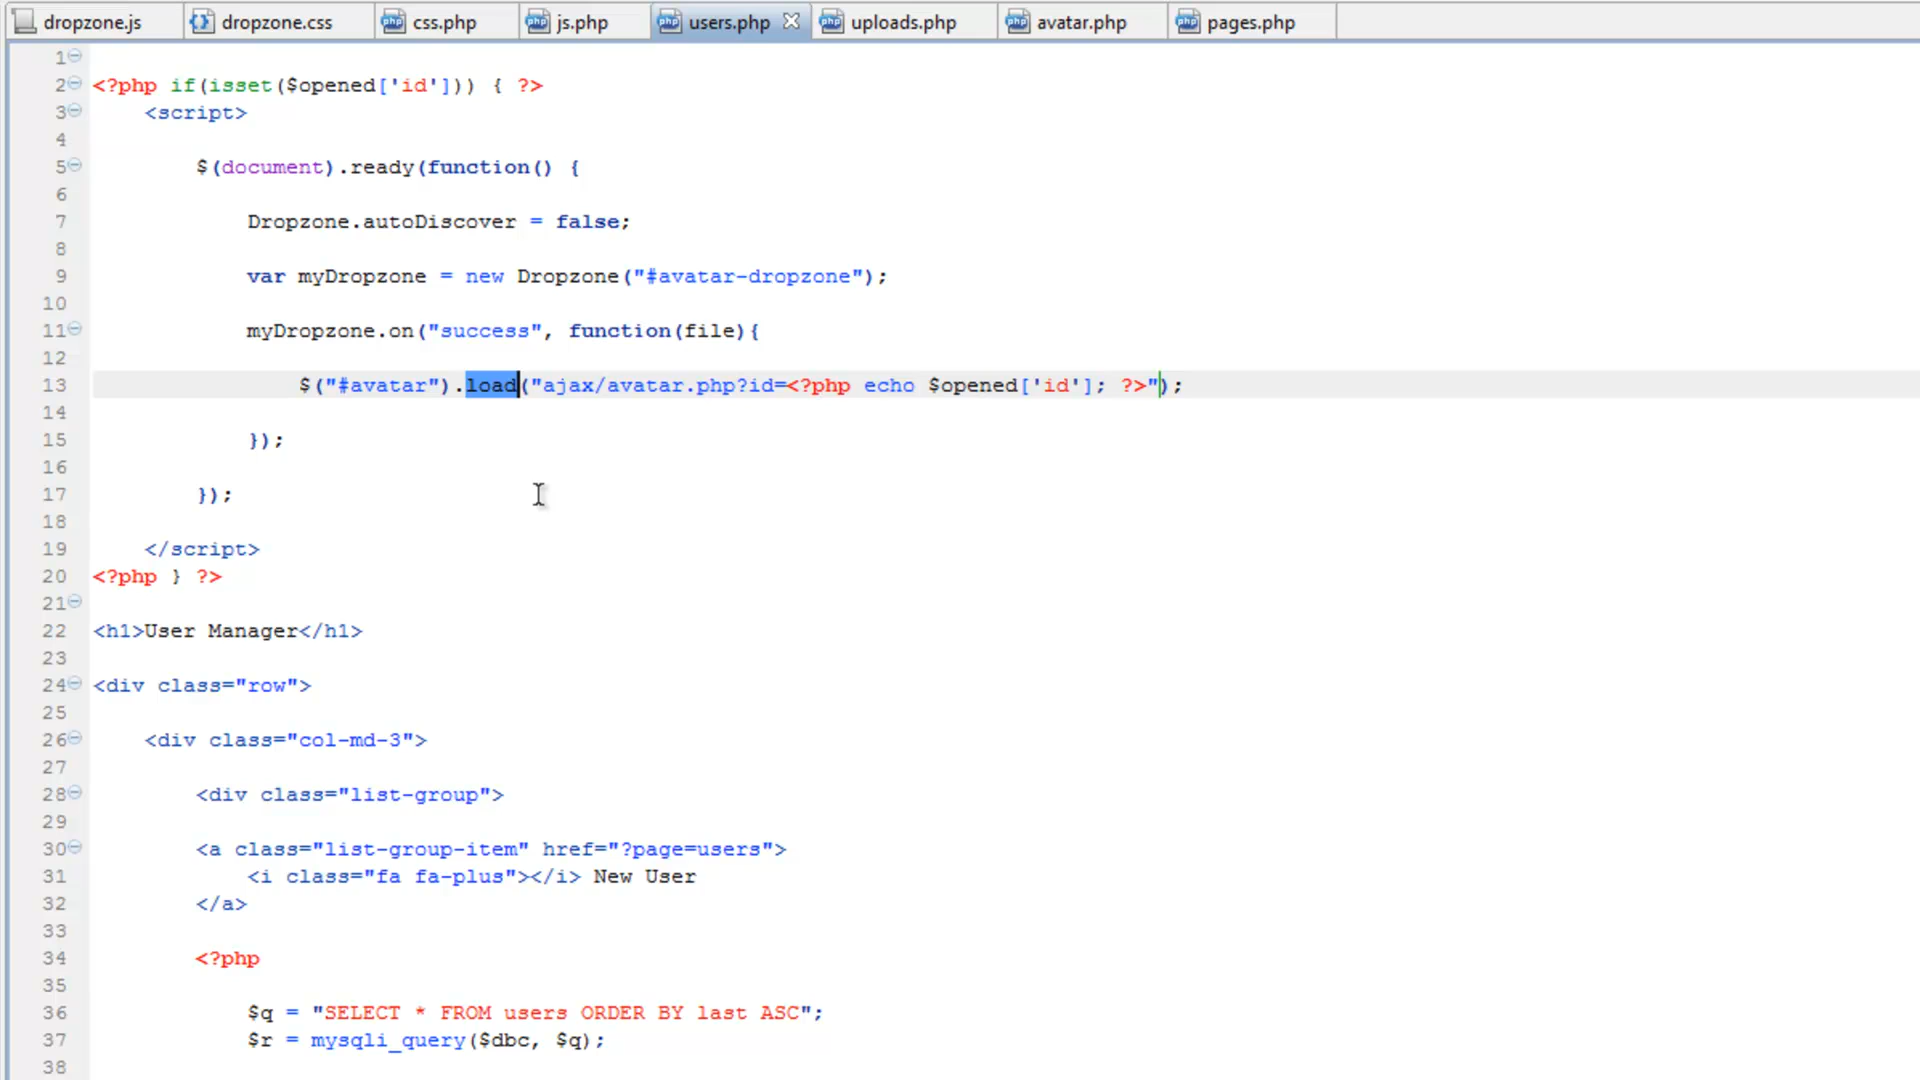 dropzone.js dropzone.css css.php js.php users.php uploads.php avatar.php pages.php
1
2 <?php if(isset($opened['id'])) { ?>
3 <script>
4
5 $(document).ready(function() {
6
7 Dropzone.autoDiscover = false;
8
9 var myDropzone = new Dropzone("#avatar-dropzone");
10
11 myDropzone.on("success", function(file){
12
13 $("#avatar").load("ajax/avatar.php?id=<?php echo $opened['id']; ?>");
14
15 });
16
17 });
18
19 </script>
20 <?php } ?>
21
22 <h1>User Manager</h1>
23
24 <div class="row">
25
26 <div class="col-md-3">
27
28 <div class="list-group">
29
30 <a class="list-group-item" href="?page=users">
31 <i class="fa fa-plus"></i> New User
32 </a>
33
34 <?php
35
36 $q = "SELECT * FROM users ORDER BY last ASC";
37 $r = mysqli_query($dbc, $q);
38